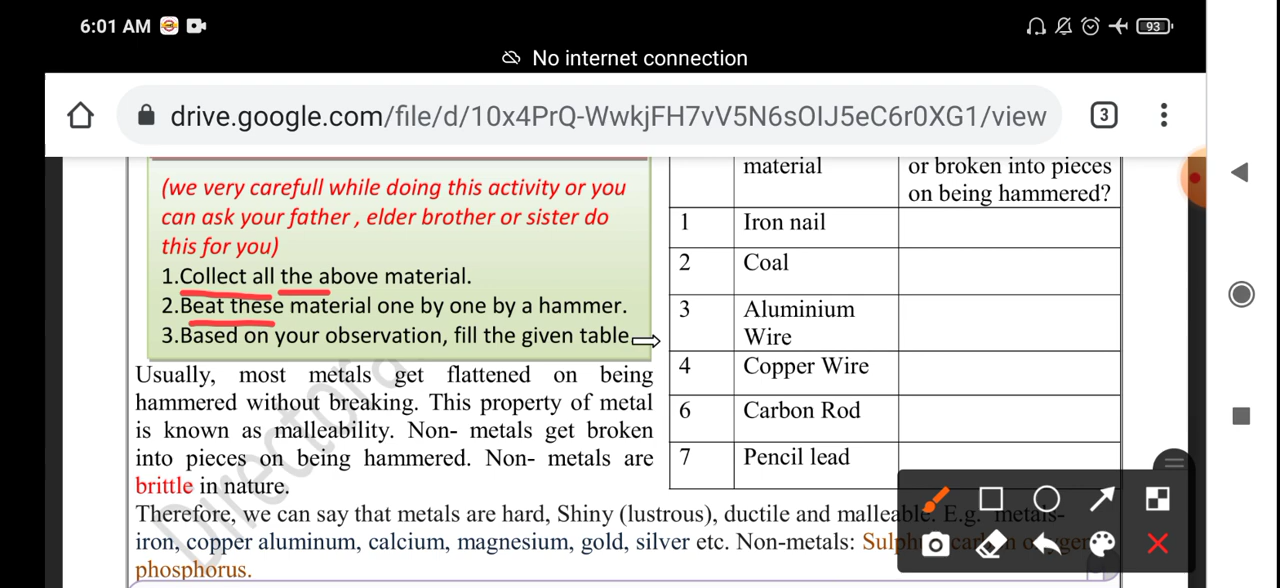 6:01 AM
93
No internet connection
drive.google.com/file/d/10x4PrQ-WwkjFH7vV5N6sOIJ5eC6r0XG1/view
3
(we very carefull while doing this activity or you
can ask your father , elder brother or sister do
this for you)
1.Collect all the above material.
2.Beat these material one by one by a hammer.
3.Based on your observation, fill the given table
Usually, most metals get flattened on being
hammered without breaking. This property of metal
is known as malleability. Non- metals get broken
into pieces on being hammered. Non- metals are
brittle in nature.
material
or broken into pieces
on being hammered?
1 Iron nail
2 Coal
3 Aluminium
Wire
4 Copper Wire
6 Carbon Rod
7 Pencil lead
Therefore, we can say that metals are hard, Shiny (lustrous), ductile and malleable. E.g. metals-
iron, copper aluminum, calcium, magnesium, gold, silver etc. Non-metals: Sulphur carbon oxygen
phosphorus.